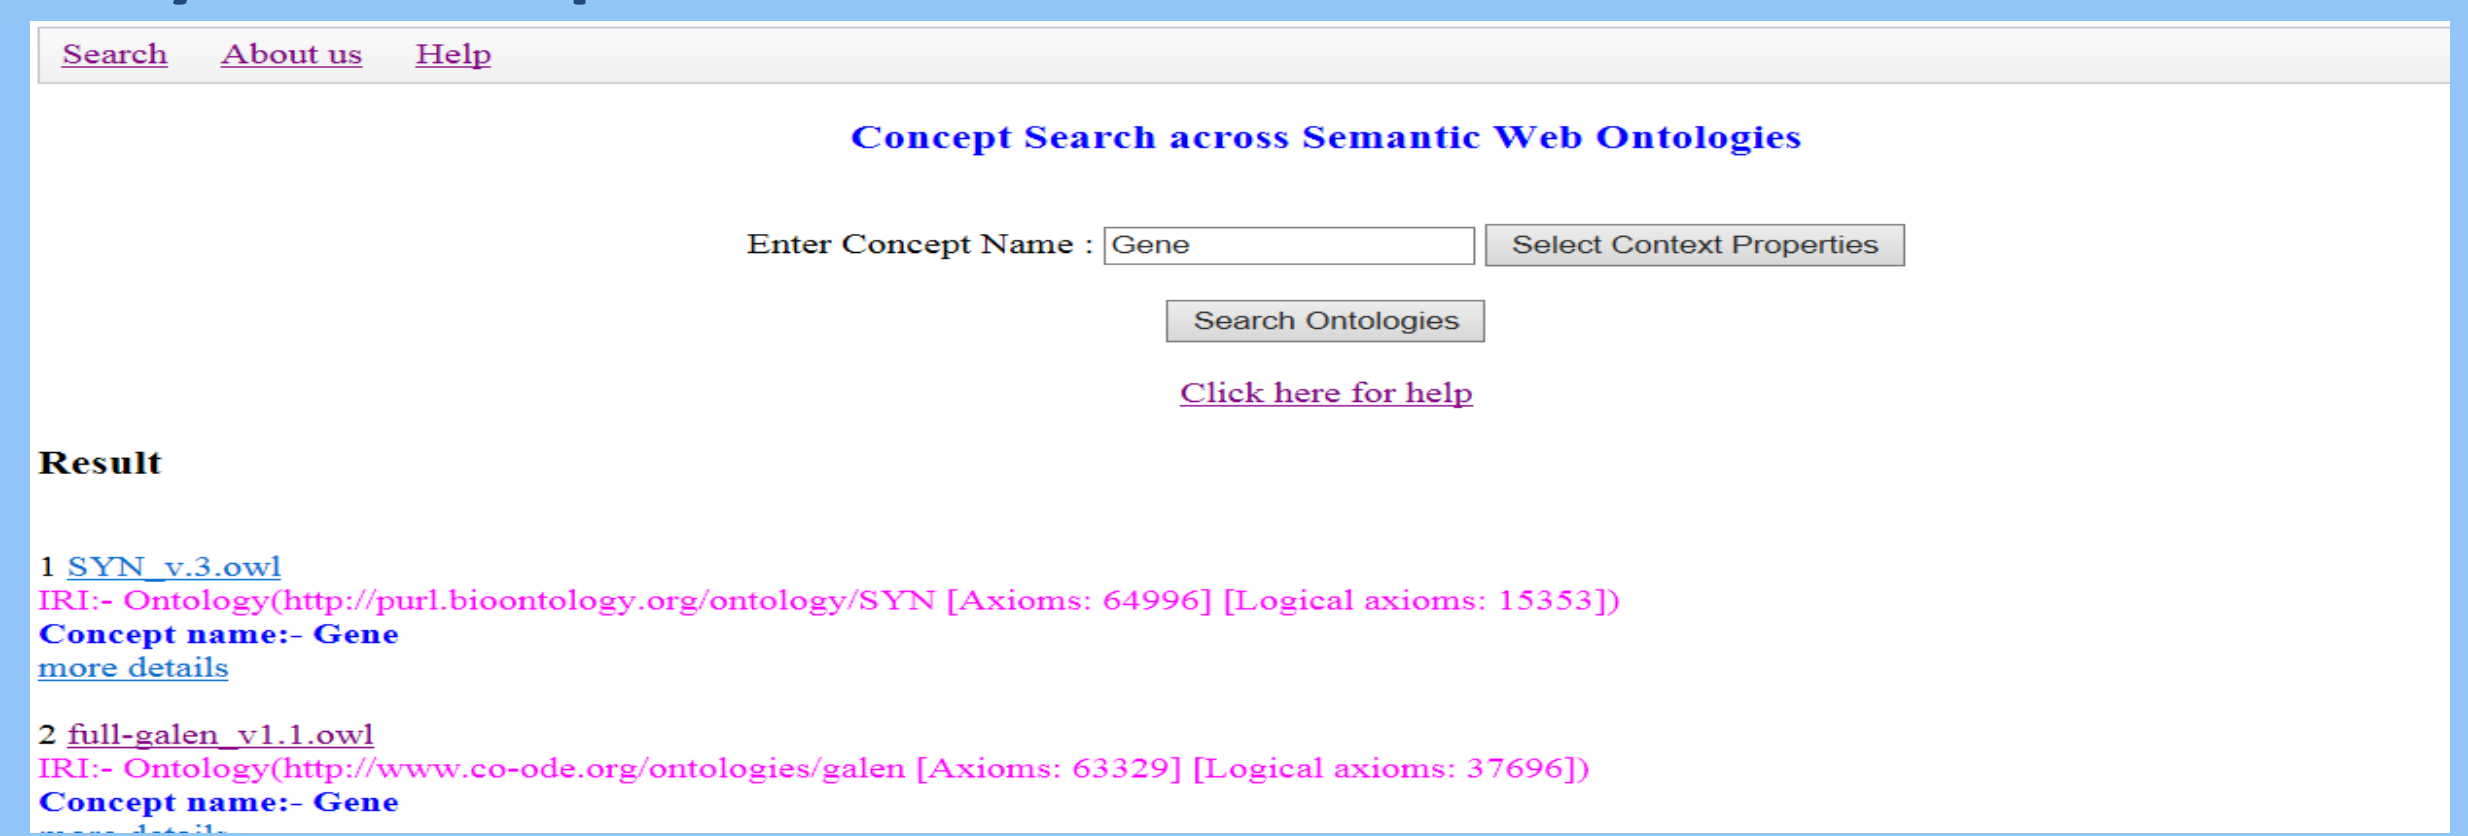 Search About us Help
Concept Search across Semantic Web Ontologies
Enter Concept Name : Gene Select Context Properties
Search Ontologies
Click here for help
Result
1 SYN_v.3.owl
IRI:- Ontology(http://purl.bioontology.org/ontology/SYN [Axioms: 64996] [Logical axioms: 15353])
Concept name:- Gene
more details
2 full-galen_v1.1.owl
IRI:- Ontology(http://www.co-ode.org/ontologies/galen [Axioms: 63329] [Logical axioms: 37696])
Concept name:- Gene
more details